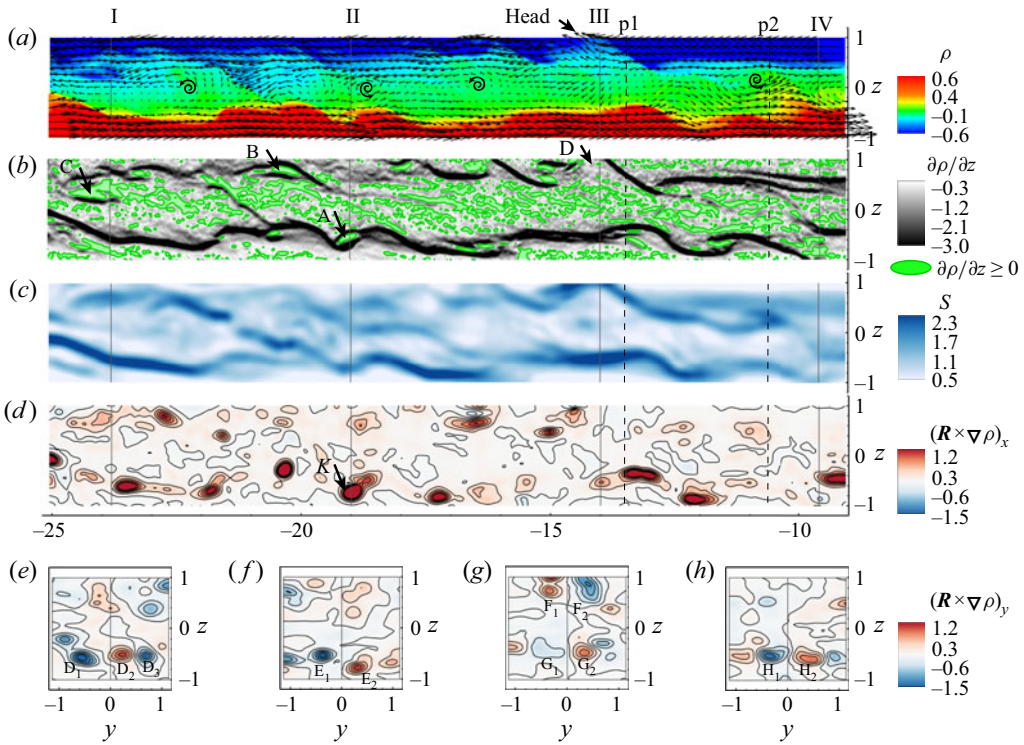 I II Head III p1 p2 IV
(a) 1
0 z
–1
ρ
0.6
0.4
–0.1
–0.6
(b) C B A D 1
0 z
–1
∂ρ/∂z
–0.3
–1.2
–2.1
–3.0
∂ρ/∂z ≥ 0
(c) 1
0 z
–1
S
2.3
1.7
1.1
0.5
(d) K 1
0 z
–1
(R × ∇ρ)x
1.2
0.3
–0.6
–1.5
–25 –20 –15 –10
(e) D1 D2 D3 1
0 z
–1
–1 0 1
y
(f) E1 E2 1
0 z
–1
–1 0 1
y
(g) F1 F2 G1 G2 1
0 z
–1
–1 0 1
y
(h) H1 H2 1
0 z
–1
–1 0 1
y
(R × ∇ρ)y
1.2
0.3
–0.6
–1.5